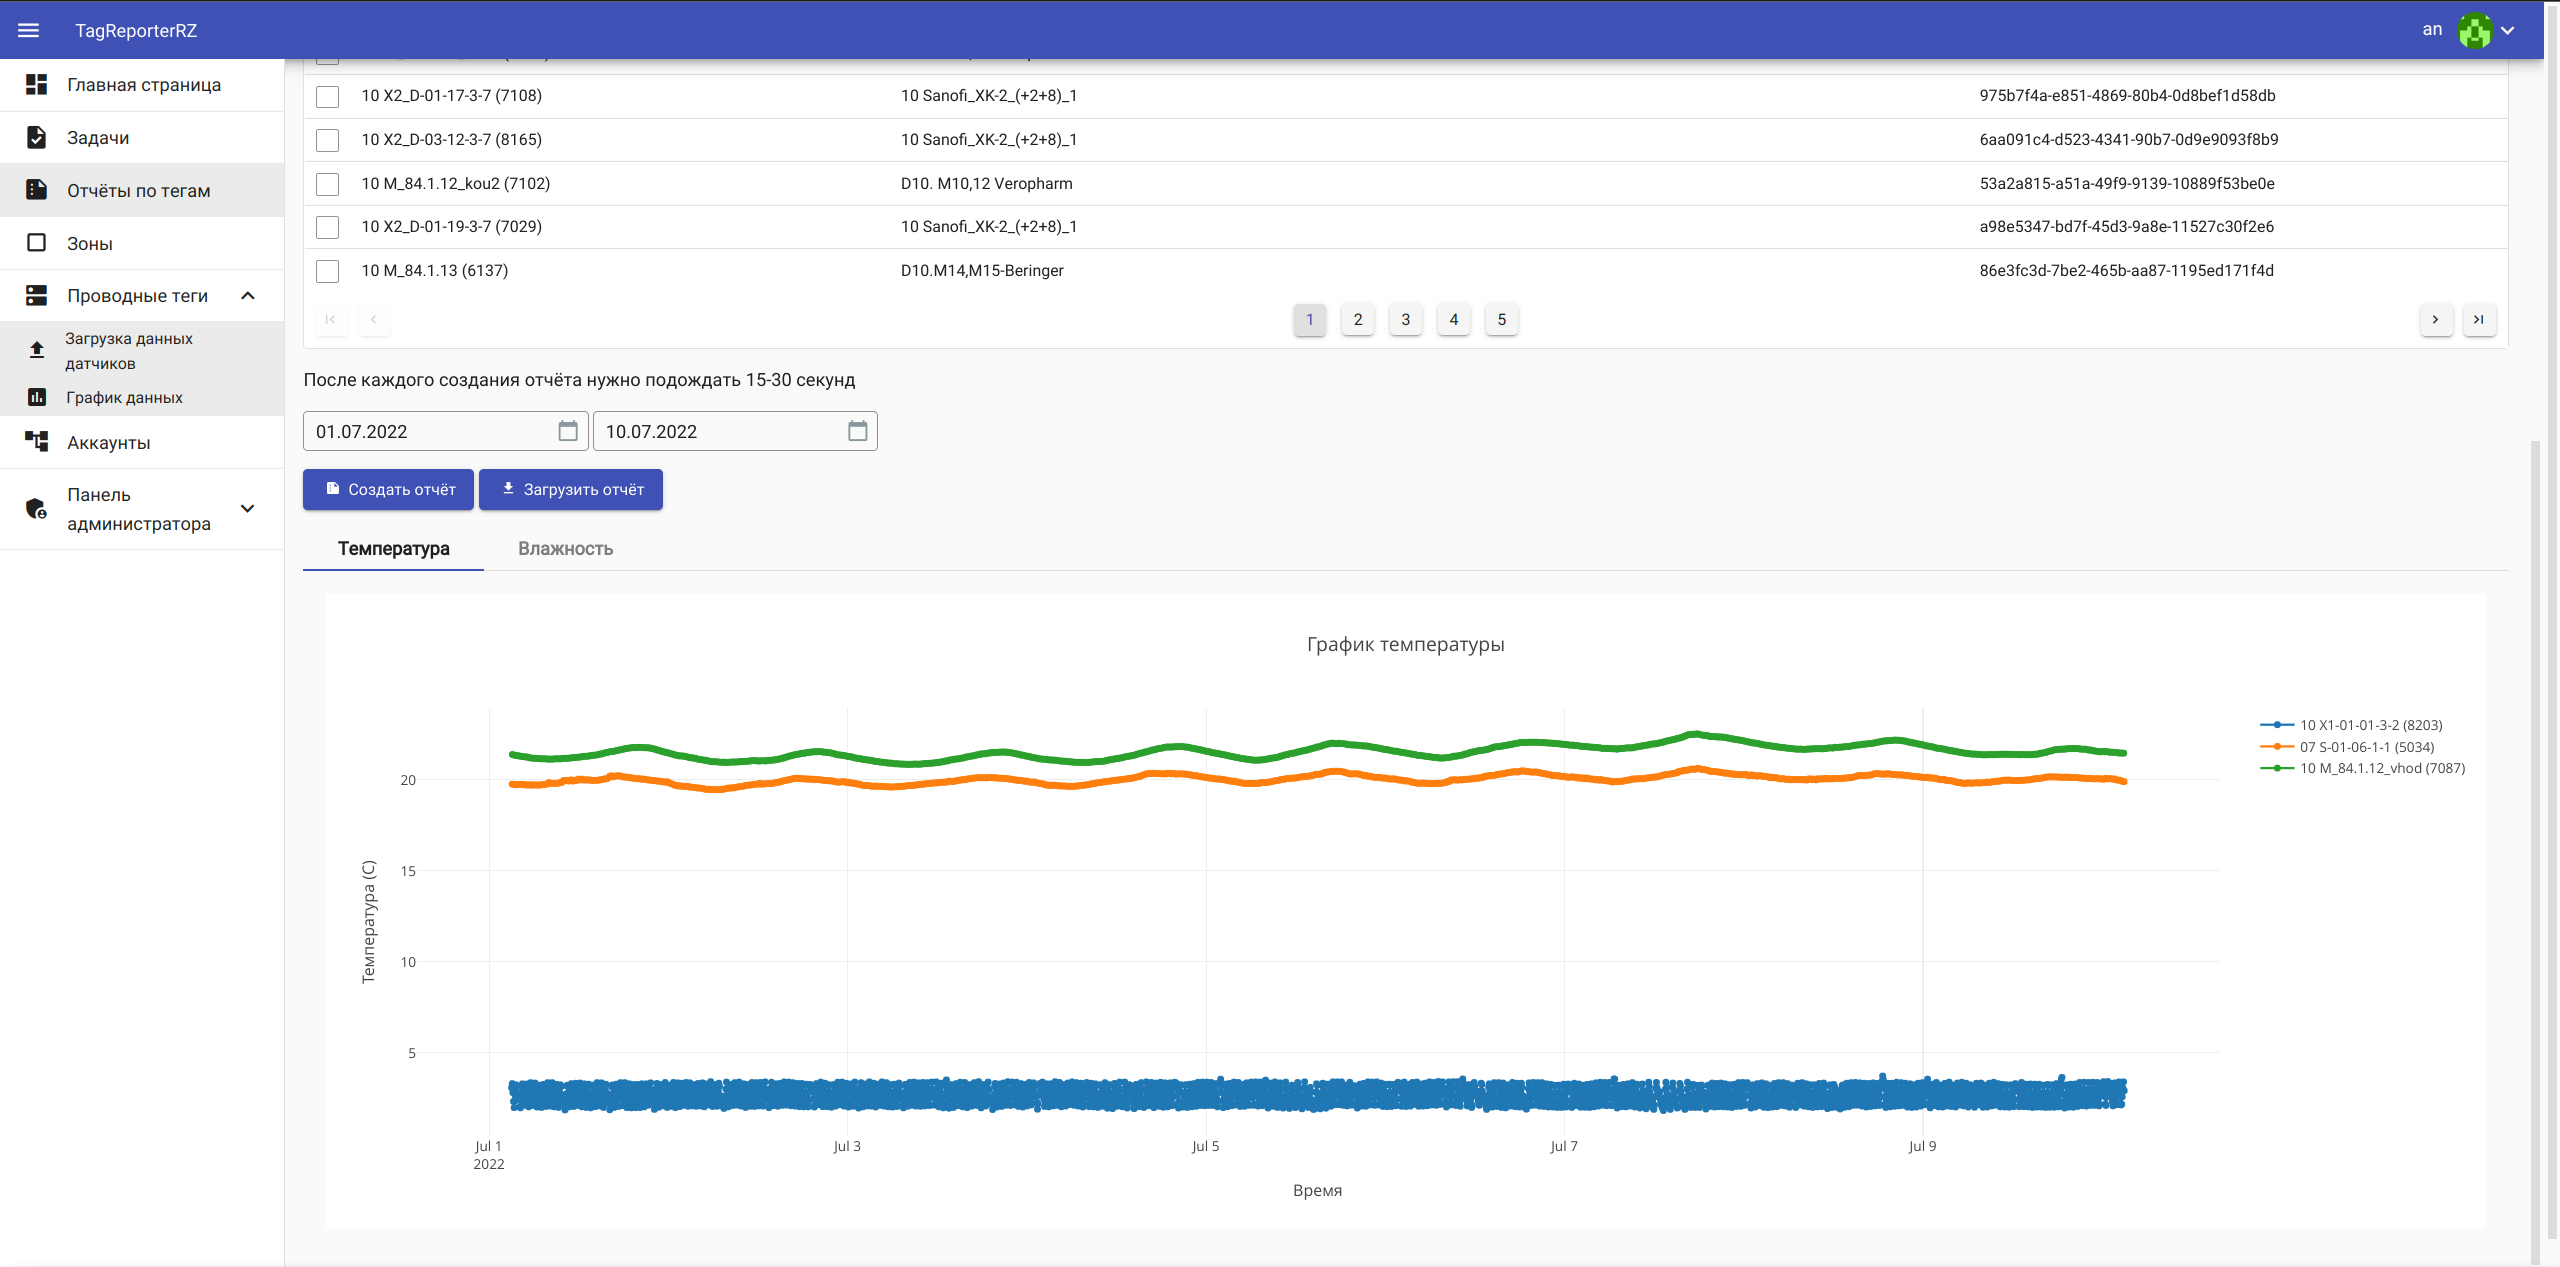 TagReporterRZ
an
Главная страница
Задачи
Отчёты по тегам
Зоны
Проводные теги
Загрузка данных
датчиков
График данных
Аккаунты
Панель
администратора
10 X2_D-01-17-3-7 (7108) 10 Sanofi_XK-2_(+2+8)_1 975b7f4a-e851-4869-80b4-0d8bef1d58db
10 X2_D-03-12-3-7 (8165) 10 Sanofi_XK-2_(+2+8)_1 6aa091c4-d523-4341-90b7-0d9e9093f8b9
10 M_84.1.12_kou2 (7102) D10. M10,12 Veropharm 53a2a815-a51a-49f9-9139-10889f53be0e
10 X2_D-01-19-3-7 (7029) 10 Sanofi_XK-2_(+2+8)_1 a98e5347-bd7f-45d3-9a8e-11527c30f2e6
10 M_84.1.13 (6137) D10.M14,M15-Beringer 86e3fc3d-7be2-465b-aa87-1195ed171f4d
1 2 3 4 5
После каждого создания отчёта нужно подождать 15-30 секунд
01.07.2022 10.07.2022
Создать отчёт Загрузить отчёт
Температура Влажность
График температуры
10 X1-01-01-3-2 (8203)
07 S-01-06-1-1 (5034)
10 M_84.1.12_vhod (7087)
Температура (C)
20
15
10
5
Jul 1 Jul 3 Jul 5 Jul 7 Jul 9
2022
Время